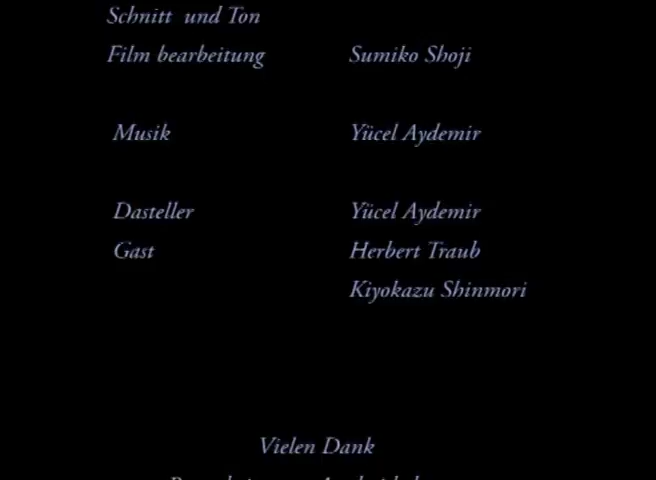 Schnitt und Ton
Film bearbeitung Sumiko Shoji
Musik Yücel Aydemir
Dasteller Yücel Aydemir
Gast Herbert Traub
Kiyokazu Shinmori
Vielen Dank